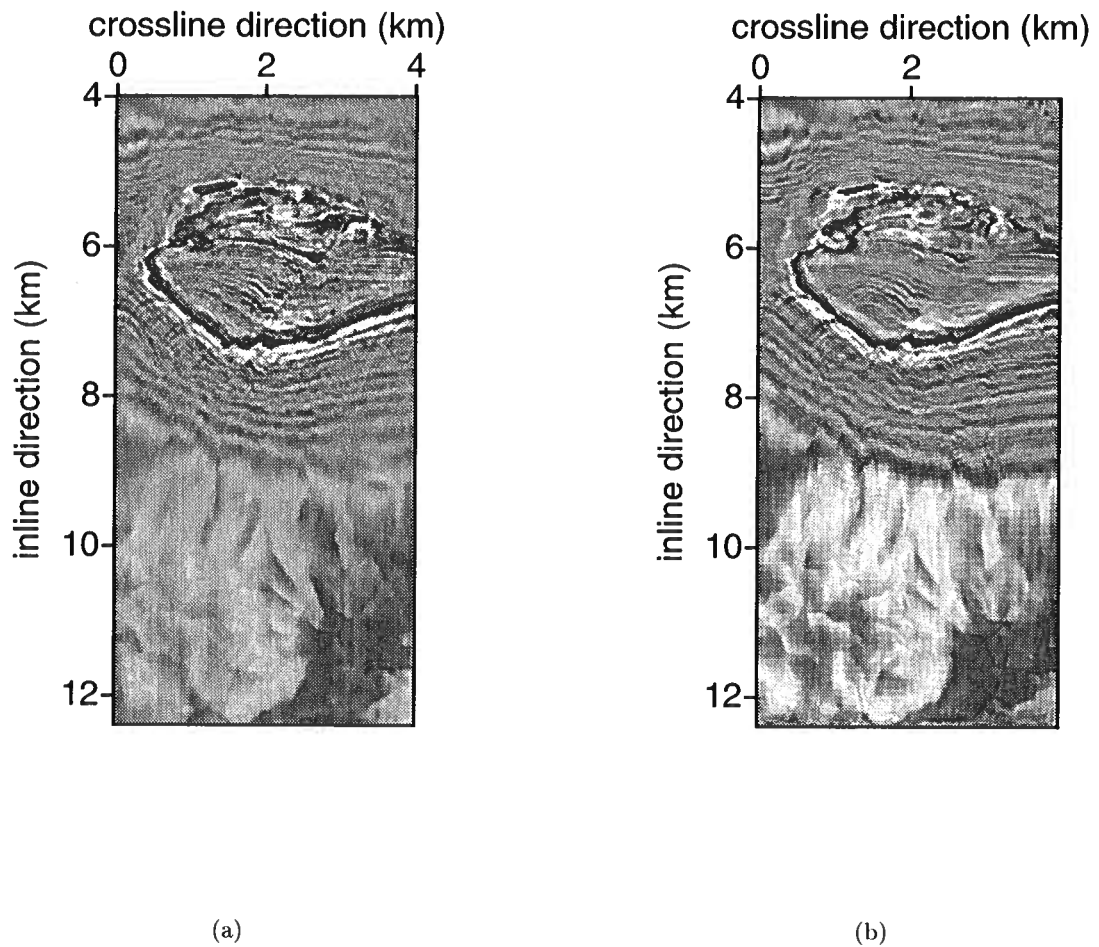 crossline direction (km)
0 2 4
4
6
8
10
12
inline direction (km)
(a)
crossline direction (km)
0 2
4
6
8
10
12
inline direction (km)
(b)